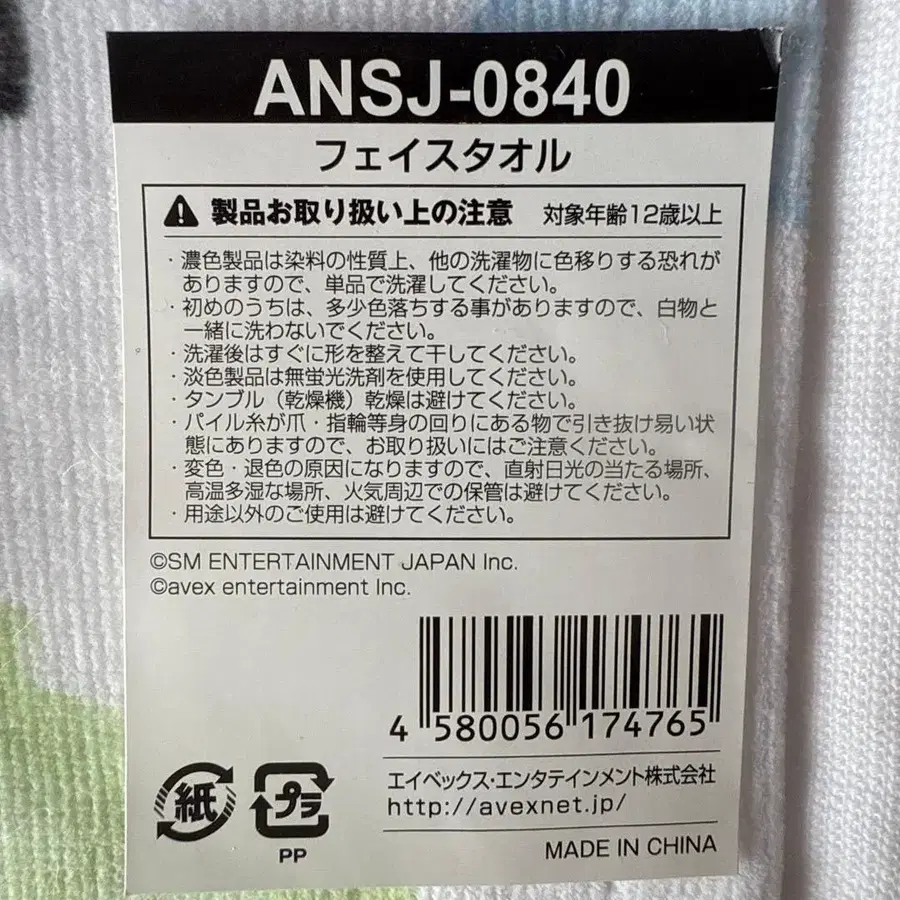 ANSJ-0840
フェイスタオル
製品お取り扱い上の注意 対象年齢12歳以上
・濃色製品は染料の性質上、他の洗濯物に色移りする恐れが
ありますので、単品で洗濯してください。
・初めのうちは、多少色落ちする事がありますので、白物と
一緒に洗わないでください。
・洗濯後はすぐに形を整えて干してください。
・淡色製品は無蛍光洗剤を使用してください。
・タンブル（乾燥機）乾燥は避けてください。
・パイル糸が爪・指輪等身の回りにある物で引き抜け易い状
態にありますので、お取り扱いにはご注意ください。
・変色・退色の原因になりますので、直射日光の当たる場所、
高温多湿な場所、火気周辺での保管は避けてください。
・用途以外のご使用は避けてください。
©SM ENTERTAINMENT JAPAN Inc.
©avex entertainment Inc.
4 580056 174765
エイベックス・エンタテインメント株式会社
http://avexnet.jp/
紙 プラ
PP
MADE IN CHINA